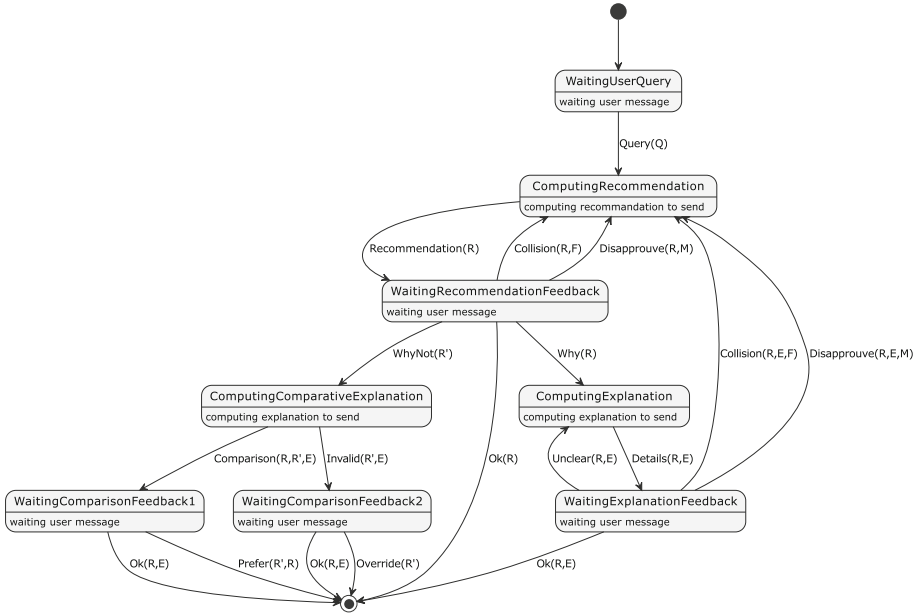 WaitingUserQuery
waiting user message
Query(Q)
ComputingRecommendation
computing recommandation to send
Recommendation(R)
Collision(R,F)
Disapprouve(R,M)
WaitingRecommendationFeedback
waiting user message
WhyNot(R')
Why(R)
Collision(R,E,F)
Disapprouve(R,E,M)
ComputingComparativeExplanation
computing explanation to send
ComputingExplanation
computing explanation to send
Comparison(R,R',E)
Invalid(R',E)
Ok(R)
Unclear(R,E)
Details(R,E)
WaitingComparisonFeedback1
waiting user message
WaitingComparisonFeedback2
waiting user message
WaitingExplanationFeedback
waiting user message
Ok(R,E)
Prefer(R',R)
Ok(R,E)
Override(R')
Ok(R,E)